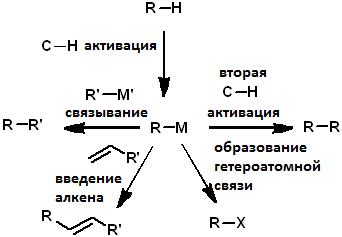 R–H
C–H активация
R'–M'
связывание
вторая
C–H
активация
R–R'
R–M
R–R
R'
введение
алкена
образование
гетероатомной
связи
R
R'
R–X